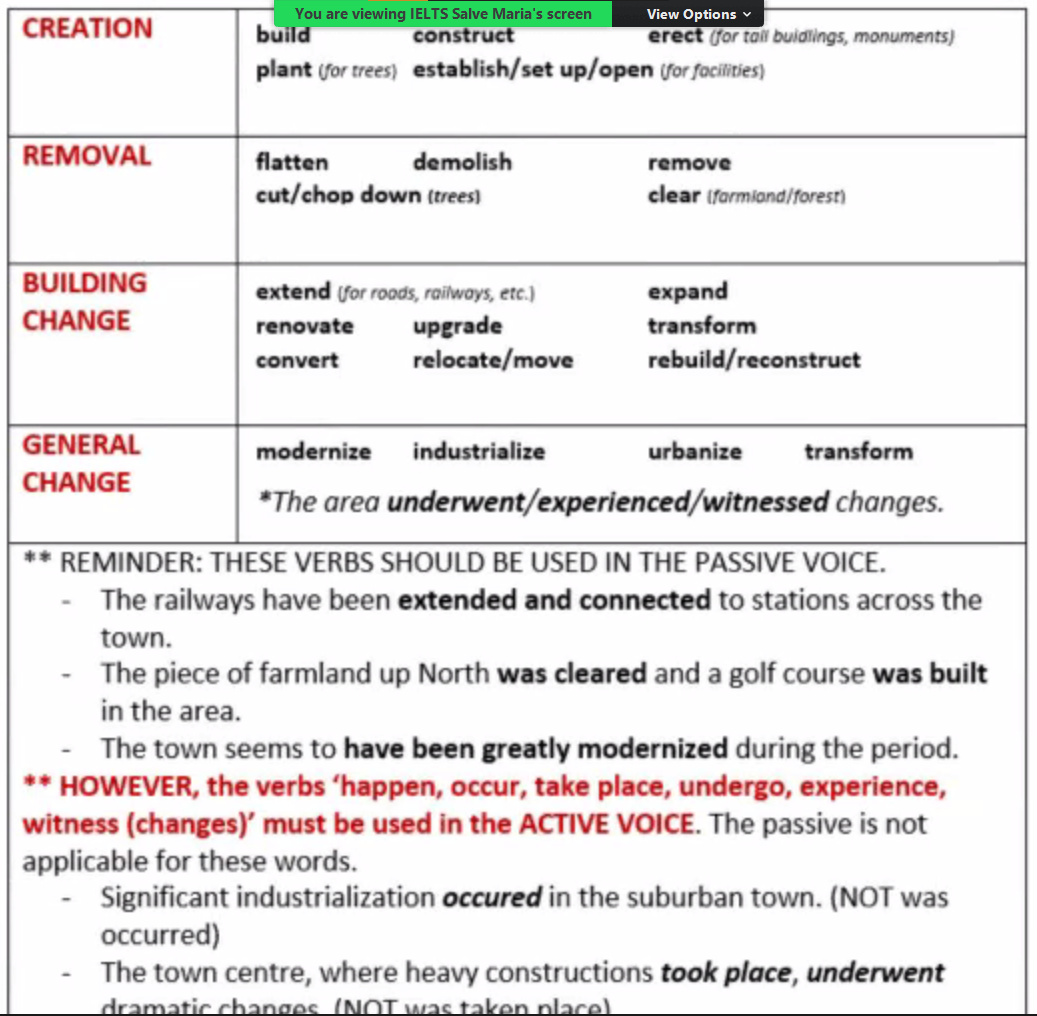 You are viewing IELTS Salve Maria's screen View Options
CREATION
build construct erect (for tall buidlings, monuments)
plant (for trees) establish/set up/open (for facilities)
REMOVAL
flatten demolish remove
cut/chop down (trees) clear (farmland/forest)
BUILDING
CHANGE
extend (for roads, railways, etc.) expand
renovate upgrade transform
convert relocate/move rebuild/reconstruct
GENERAL
CHANGE
modernize industrialize urbanize transform
*The area underwent/experienced/witnessed changes.
** REMINDER: THESE VERBS SHOULD BE USED IN THE PASSIVE VOICE.
- The railways have been extended and connected to stations across the
town.
- The piece of farmland up North was cleared and a golf course was built
in the area.
- The town seems to have been greatly modernized during the period.
** HOWEVER, the verbs ‘happen, occur, take place, undergo, experience,
witness (changes)’ must be used in the ACTIVE VOICE. The passive is not
applicable for these words.
- Significant industrialization occured in the suburban town. (NOT was
occurred)
- The town centre, where heavy constructions took place, underwent
dramatic changes. (NOT was taken place)